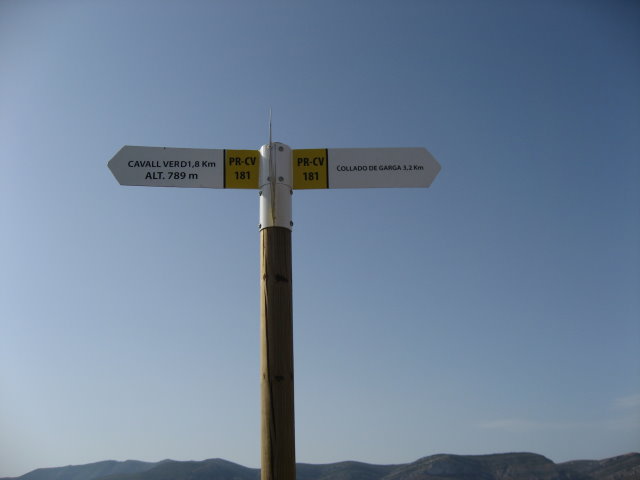 CAVALL VERD1,8 Km
ALT. 789 m
PR-CV
181
PR-CV
181
COLLADO DE GARGA 3,2 Km